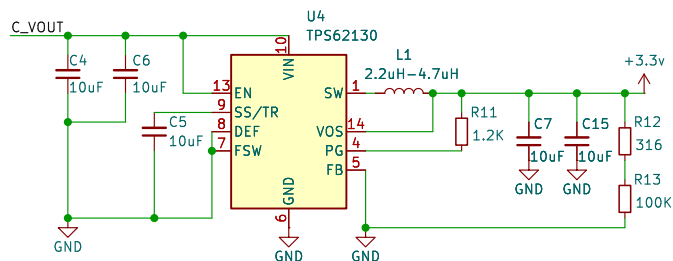 U4
TPS62130
C_VOUT
C4
10uF
C6
10uF
10
VIN
L1
2.2uH-4.7uH
+3.3v
13
EN
SW
1
9
SS/TR
C5
10uF
8
DEF
VOS
14
7
FSW
PG
4
FB
5
GND
6
R11
1.2K
C7
10uF
C15
10uF
R12
316
R13
100K
GND
GND
GND
GND
GND